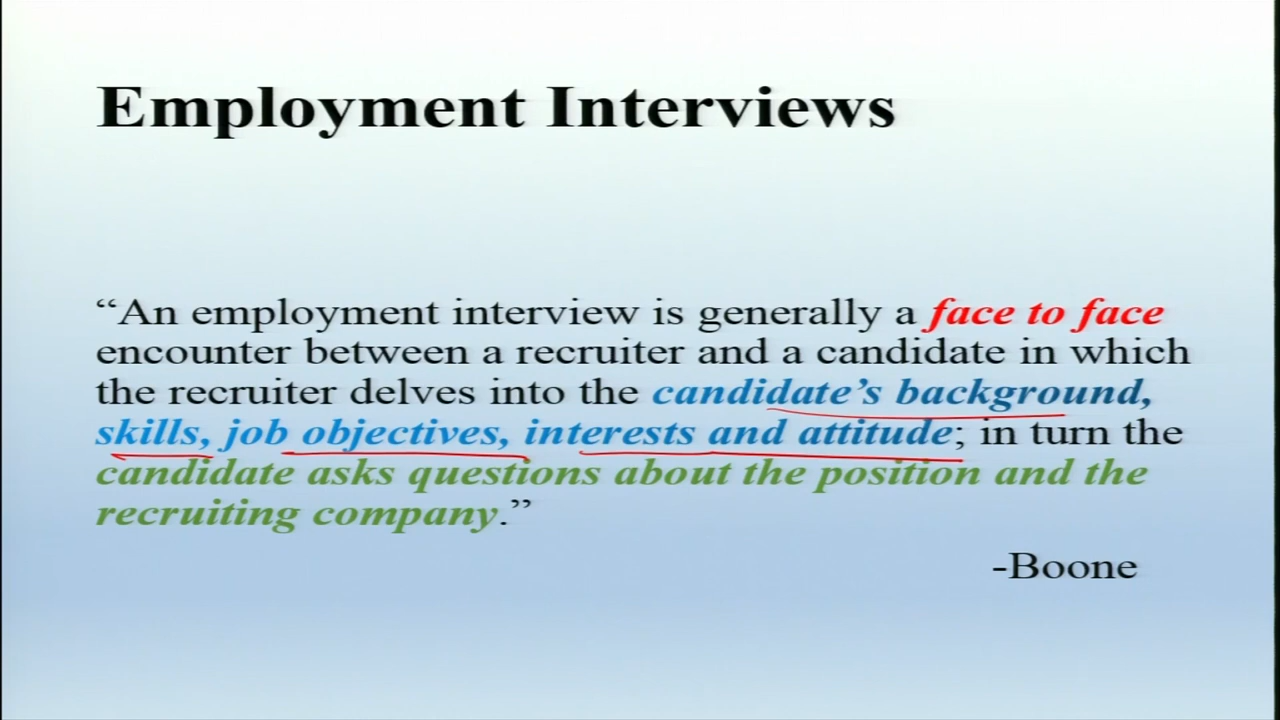 Employment Interviews
“An employment interview is generally a face to face
encounter between a recruiter and a candidate in which
the recruiter delves into the candidate’s background,
skills, job objectives, interests and attitude; in turn the
candidate asks questions about the position and the
recruiting company.”
-Boone